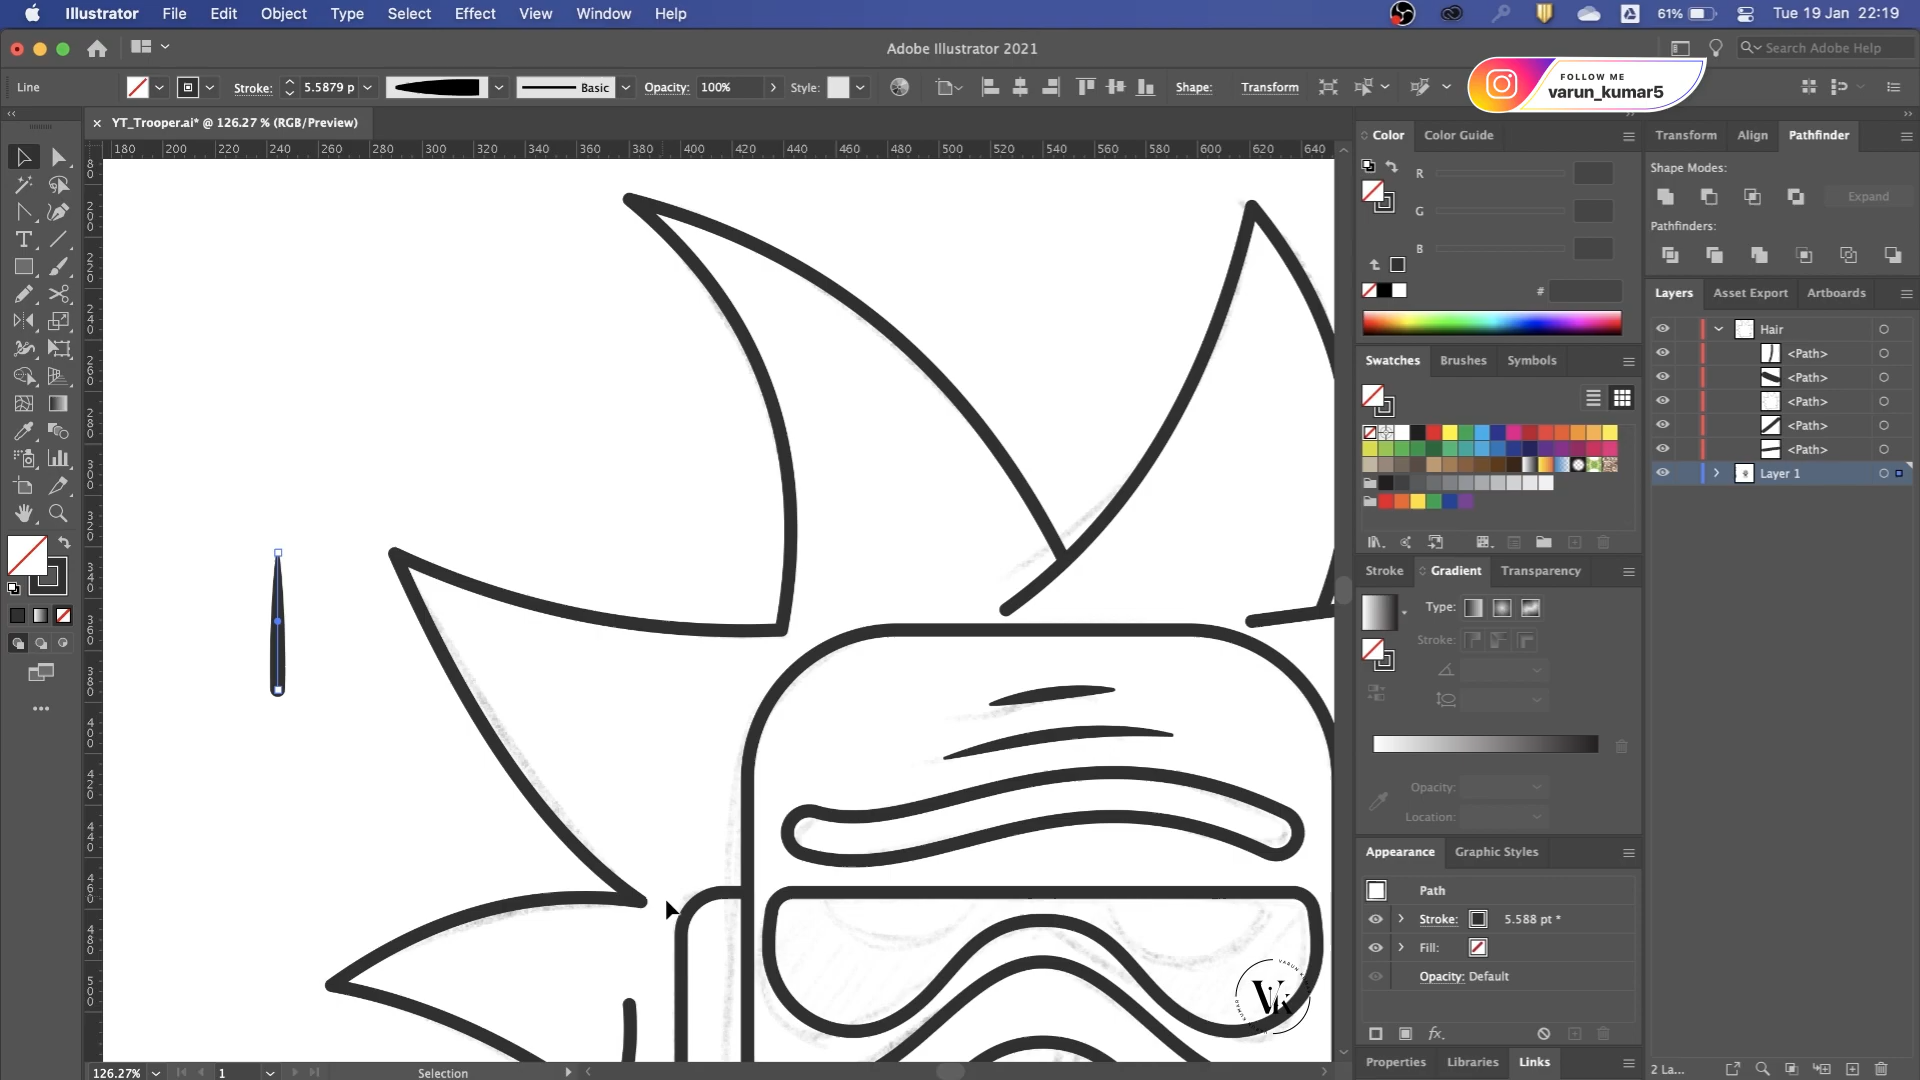 Illustrator File Edit Object Type Select Effect View Window Help 61% Tue 19 Jan 22:19
Adobe Illustrator 2021 Search Adobe Help
Line Stroke: 5.5879 p Basic Opacity: 100% Style: Shape: Transform
FOLLOW ME
varun_kumar5
YT_Trooper.ai* @ 126.27 % (RGB/Preview)
180 200 220 240 260 280 300 320 340 360 380 400 420 440 460 480 500 520 540 560 580 600 620 640
Color Color Guide
R
G
B
#
Swatches Brushes Symbols
Stroke Gradient Transparency
Type:
Stroke:
Opacity:
Location:
Appearance Graphic Styles
Path
Stroke: 5.588 pt *
Fill:
Opacity: Default
fx
Properties Libraries Links
Transform Align Pathfinder
Shape Modes:
Expand
Pathfinders:
Layers Asset Export Artboards
Hair
<Path>
<Path>
<Path>
<Path>
<Path>
Layer 1
2 La...
126.27% 1 Selection